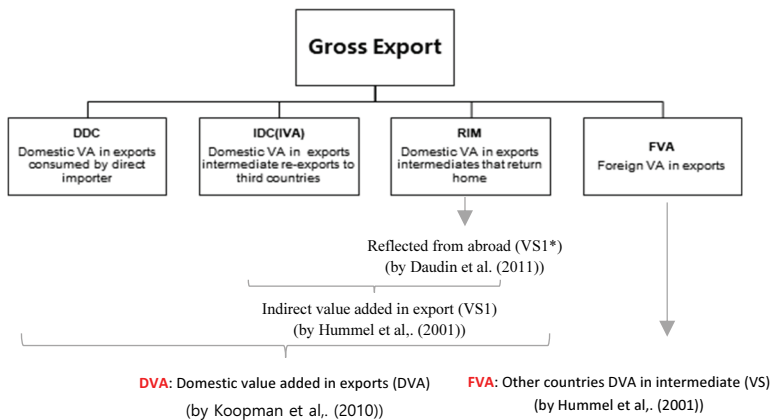 Gross Export
DDC
Domestic VA in exports
consumed by direct
importer
IDC(IVA)
Domestic VA in exports
intermediate re-exports to
third countries
RIM
Domestic VA in exports
intermediates that return
home
FVA
Foreign VA in exports
Reflected from abroad (VS1*)
(by Daudin et al. (2011))
Indirect value added in export (VS1)
(by Hummel et al,. (2001))
DVA: Domestic value added in exports (DVA)
(by Koopman et al,. (2010))
FVA: Other countries DVA in intermediate (VS)
(by Hummel et al,. (2001))